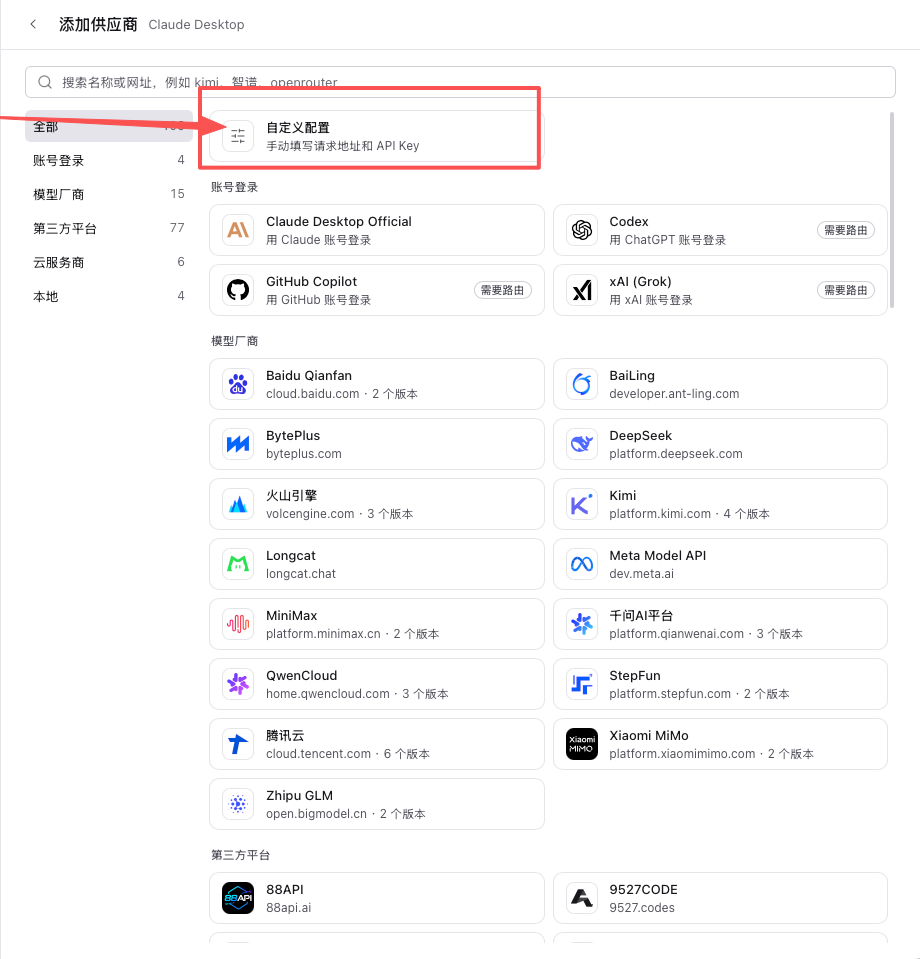 添加供应商 Claude Desktop
搜索名称或网址，例如 kimi、智谱、openrouter
全部
账号登录 4
模型厂商 15
第三方平台 77
云服务商 6
本地 4
自定义配置
手动填写请求地址和 API Key
账号登录
Claude Desktop Official
用 Claude 账号登录
Codex
用 ChatGPT 账号登录
需要路由
GitHub Copilot
用 GitHub 账号登录
需要路由
xAI (Grok)
用 xAI 账号登录
需要路由
模型厂商
Baidu Qianfan
cloud.baidu.com · 2 个版本
BaiLing
developer.ant-ling.com
BytePlus
byteplus.com
DeepSeek
platform.deepseek.com
火山引擎
volcengine.com · 3 个版本
Kimi
platform.kimi.com · 4 个版本
Longcat
longcat.chat
Meta Model API
dev.meta.ai
MiniMax
platform.minimax.cn · 2 个版本
千问AI平台
platform.qianwenai.com · 3 个版本
QwenCloud
home.qwencloud.com · 3 个版本
StepFun
platform.stepfun.com · 2 个版本
腾讯云
cloud.tencent.com · 6 个版本
Xiaomi
MiMO
Xiaomi MiMo
platform.xiaomimimo.com · 2 个版本
Zhipu GLM
open.bigmodel.cn · 2 个版本
第三方平台
88API
88API
88api.ai
9527CODE
9527.codes